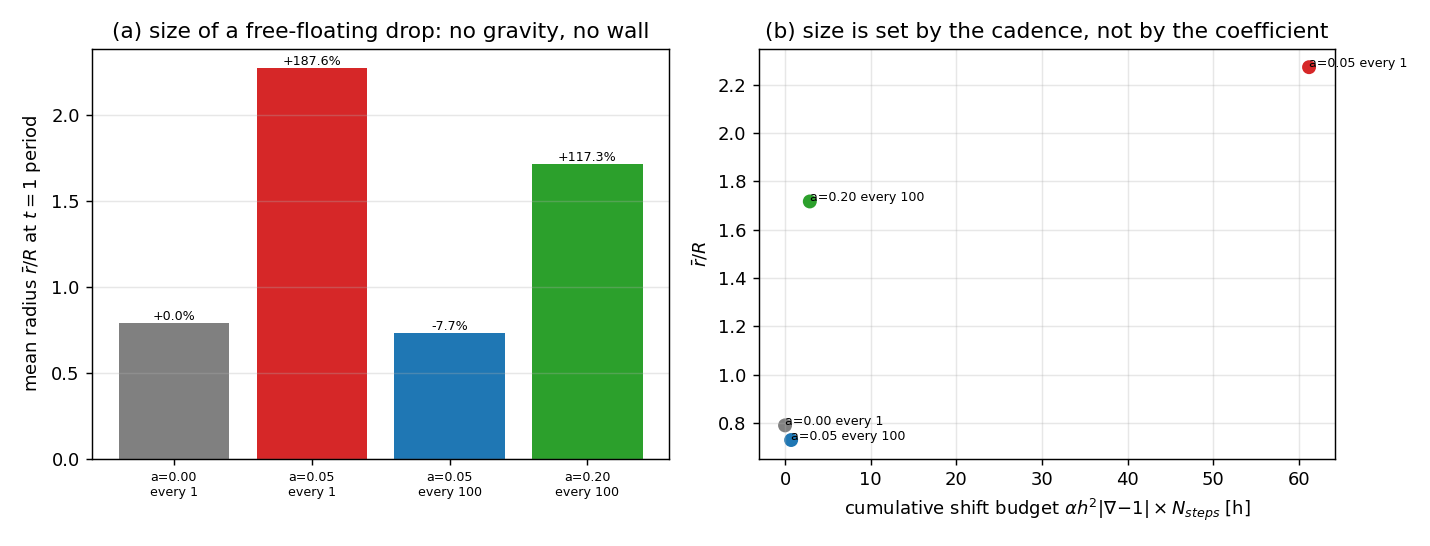 (a) size of a free-floating drop: no gravity, no wall
mean radius r̄/R at t = 1 period
2.0
1.5
1.0
0.5
0.0
+0.0%
+187.6%
-7.7%
+117.3%
a=0.00
every 1
a=0.05
every 1
a=0.05
every 100
a=0.20
every 100
(b) size is set by the cadence, not by the coefficient
r̄/R
2.2
2.0
1.8
1.6
1.4
1.2
1.0
0.8
a=0.05 every 1
a=0.20 every 100
a=0.00 every 1
a=0.05 every 100
0 10 20 30 40 50 60
cumulative shift budget αh²|∇−1| × N_steps [h]